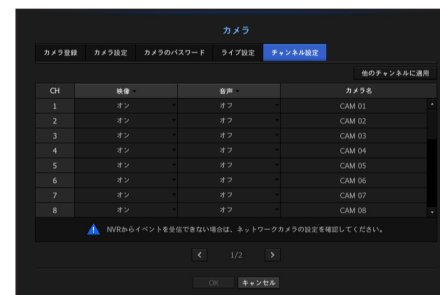 カメラ
カメラ登録 カメラ設定 カメラのパスワード ライブ設定 チャンネル設定
他のチャンネルに適用
CH 映像 音声 カメラ名
1 オン オフ CAM 01
2 オン オフ CAM 02
3 オン オフ CAM 03
4 オン オフ CAM 04
5 オン オフ CAM 05
6 オン オフ CAM 06
7 オン オフ CAM 07
8 オン オフ CAM 08
NVRからイベントを受信できない場合は、ネットワークカメラの設定を確認してください。
< 1/2 >
OK キャンセル